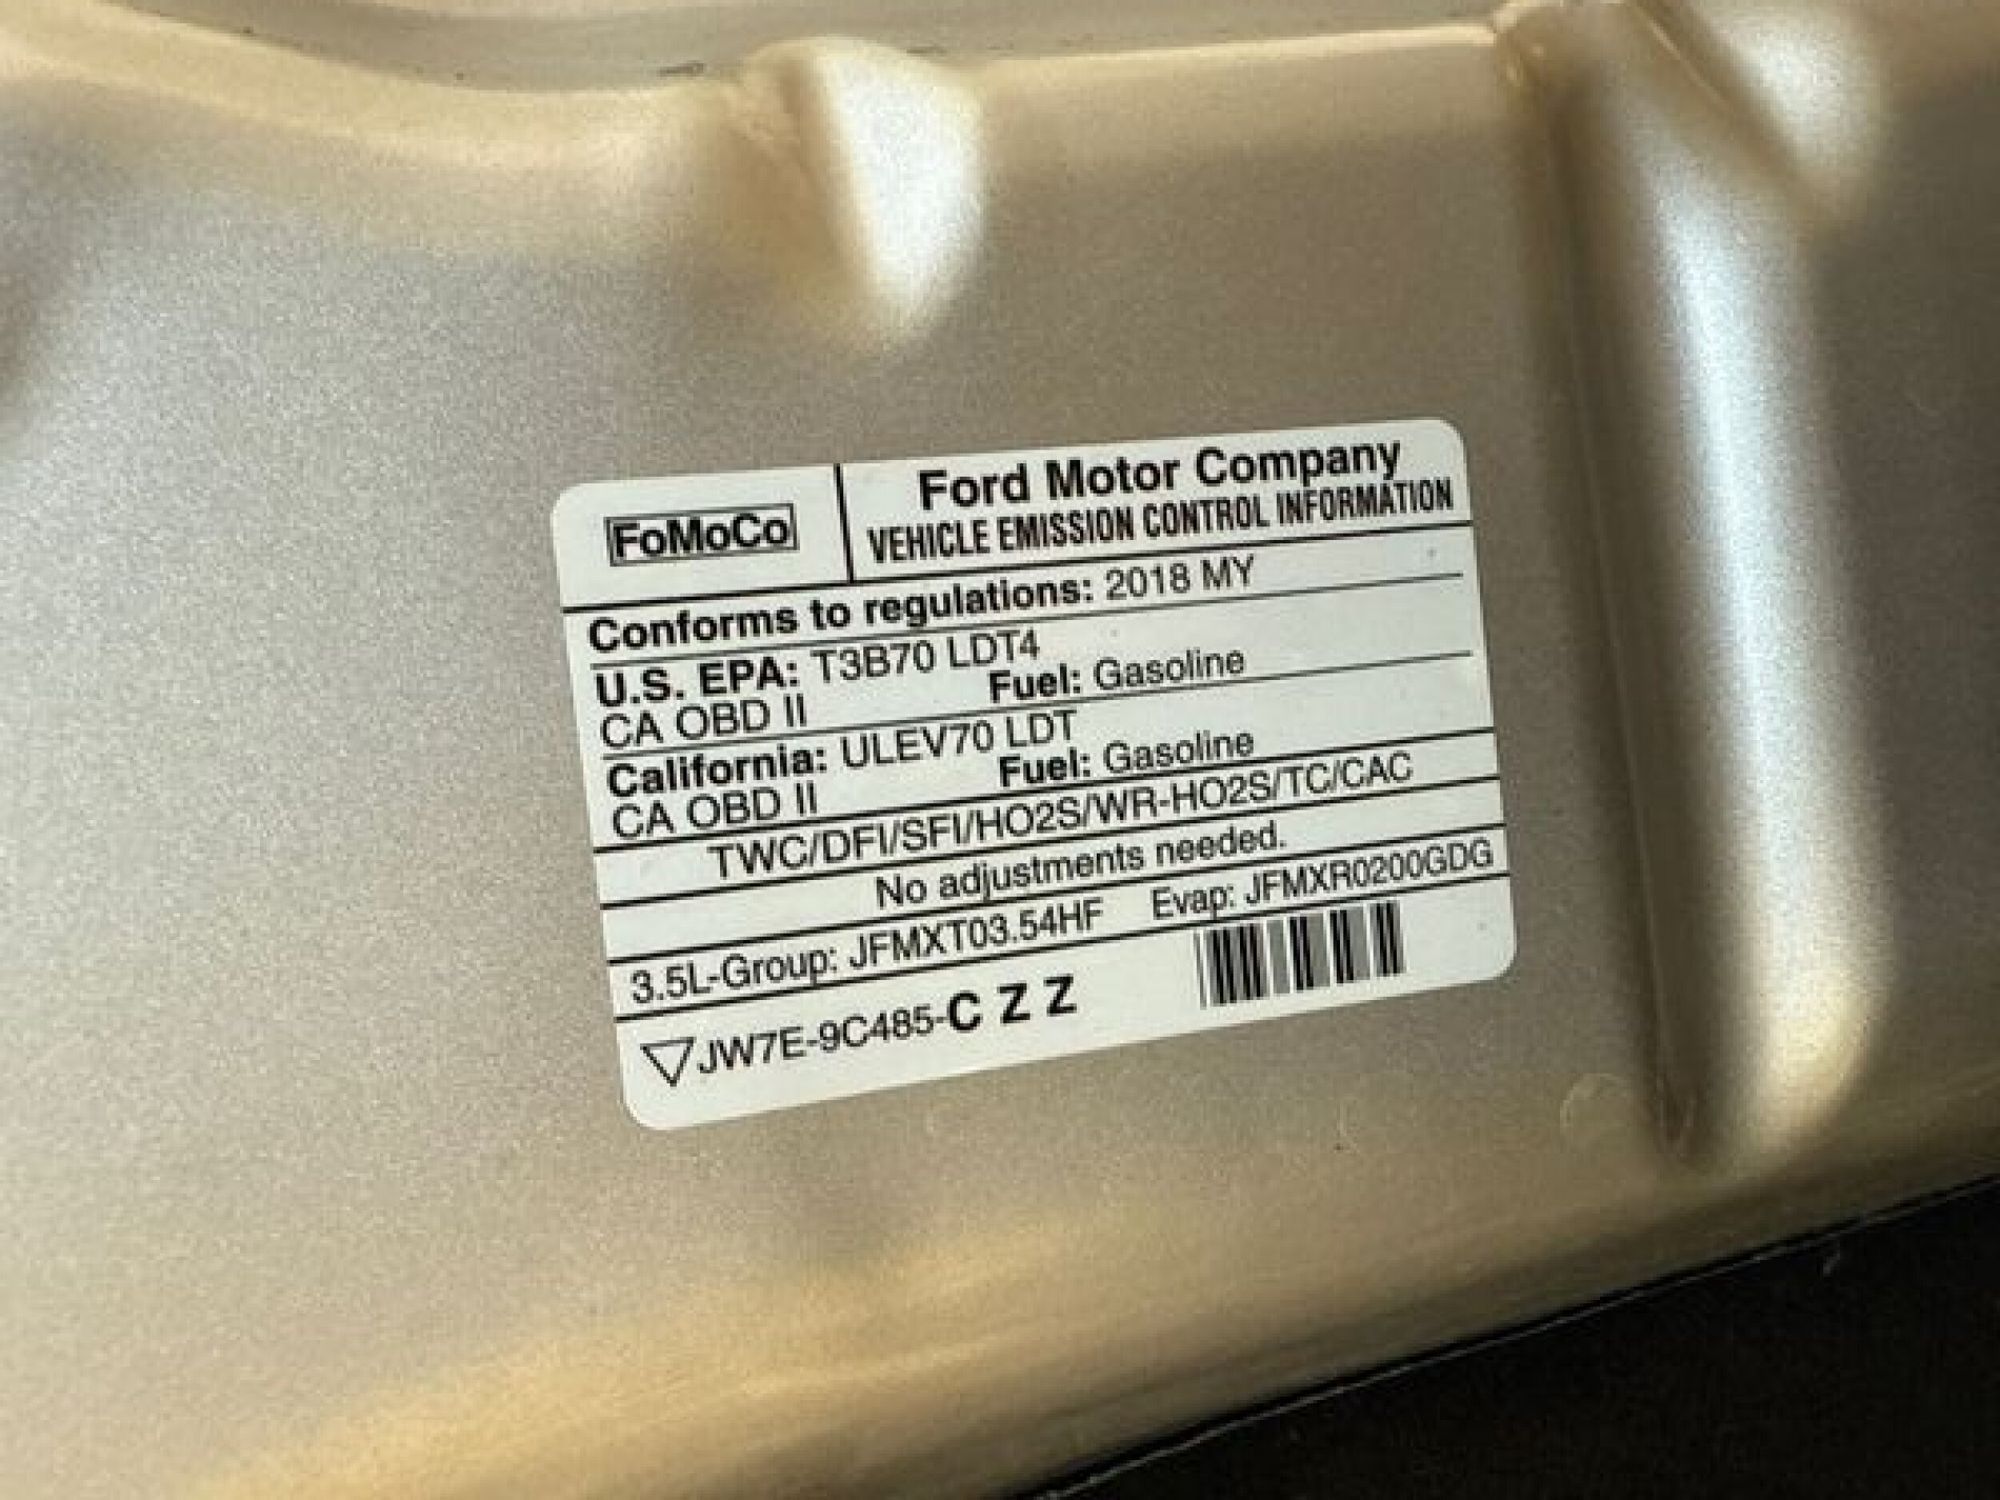 FoMoCo
Ford Motor Company
VEHICLE EMISSION CONTROL INFORMATION
Conforms to regulations: 2018 MY
U.S. EPA: T3B70 LDT4
CA OBD II Fuel: Gasoline
California: ULEV70 LDT
CA OBD II Fuel: Gasoline
TWC/DFI/SFI/HO2S/WR-HO2S/TC/CAC
No adjustments needed.
3.5L-Group: JFMXT03.54HF Evap: JFMXR0200GDG
▽JW7E-9C485-C Z Z